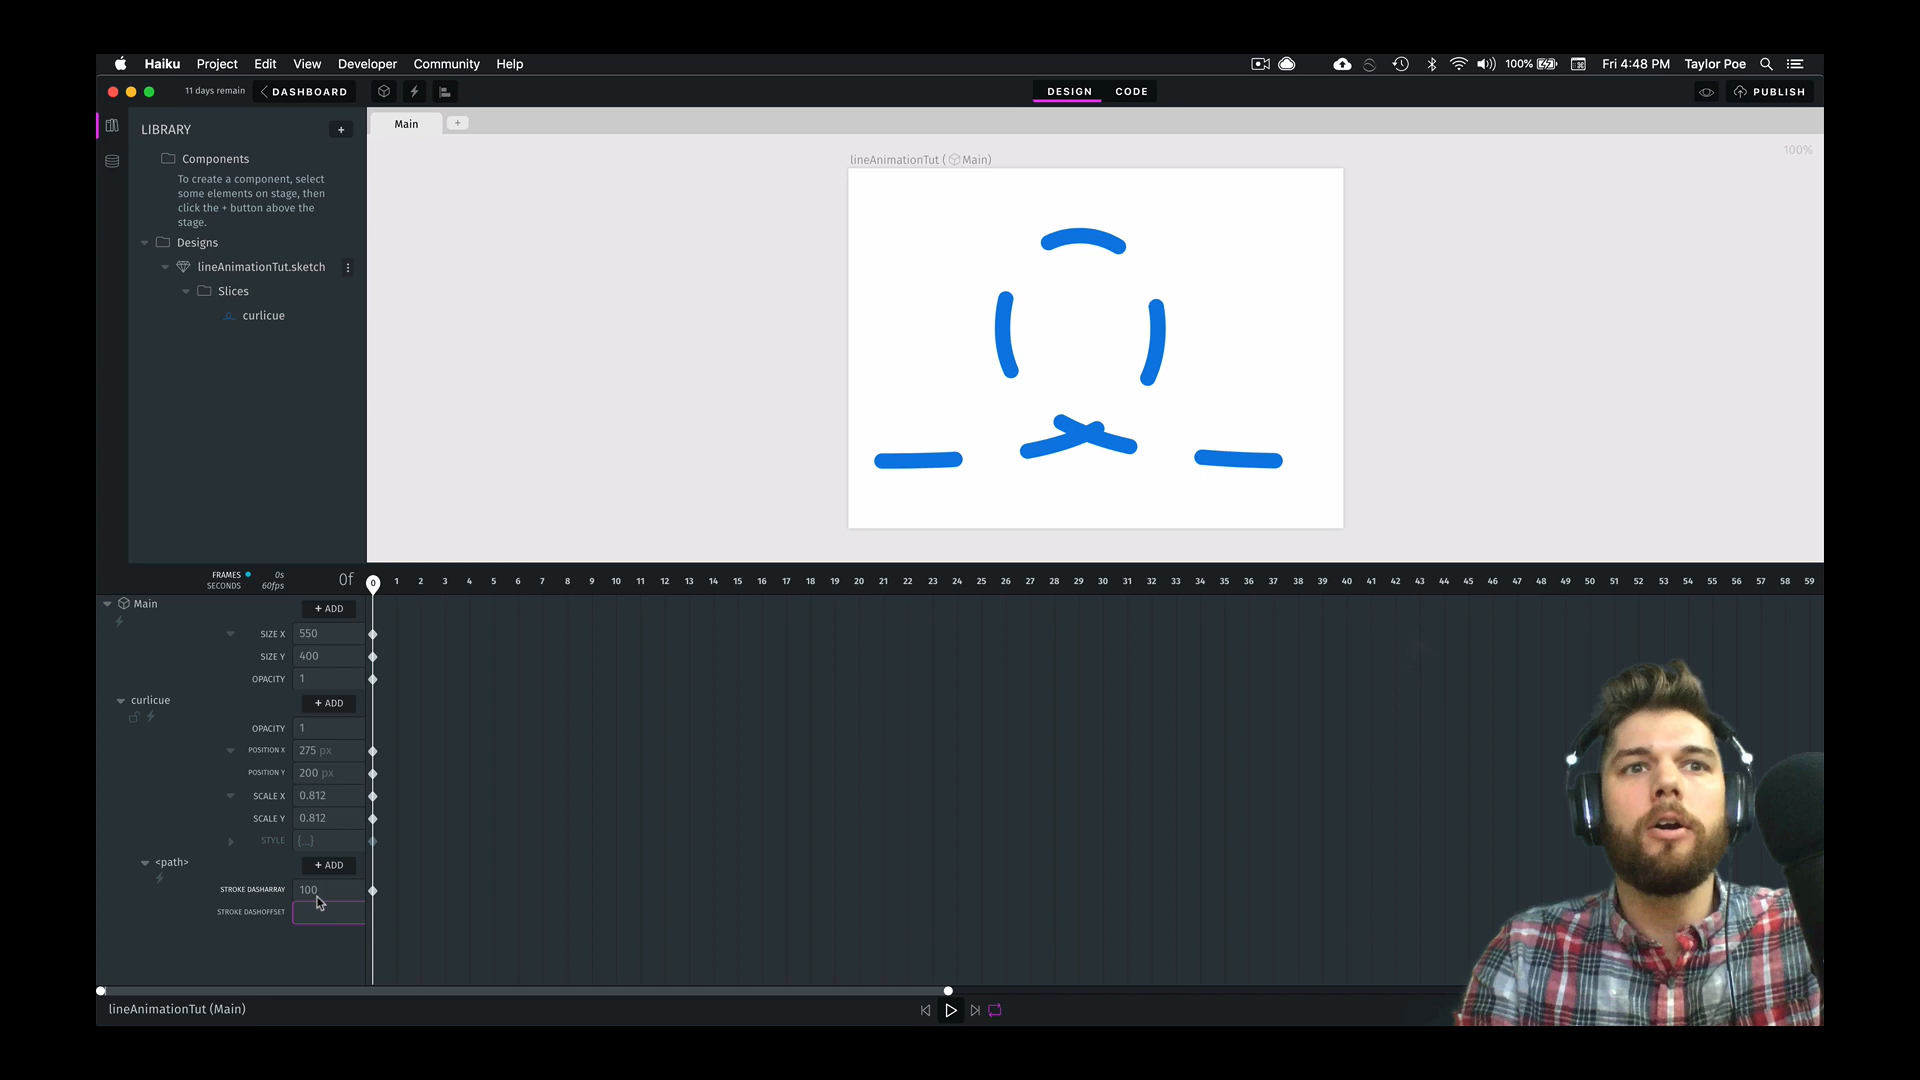 Haiku Project Edit View Developer Community Help
100% Fri 4:48 PM Taylor Poe
11 days remain DASHBOARD DESIGN CODE PUBLISH
LIBRARY + Main +
Components
To create a component, select
some elements on stage, then
click the + button above the
stage.
Designs
lineAnimationTut.sketch
Slices
curlicue
lineAnimationTut ( Main)
100%
FRAMES 0s 0f
SECONDS 60fps
0 1 2 3 4 5 6 7 8 9 10 11 12 13 14 15 16 17 18 19 20 21 22 23 24 25 26 27 28 29 30 31 32 33 34 35 36 37 38 39 40 41 42 43 44 45 46 47 48 49 50 51 52 53 54 55 56 57 58 59
Main + ADD
SIZE X 550
SIZE Y 400
OPACITY 1
curlicue + ADD
OPACITY 1
POSITION X 275 px
POSITION Y 200 px
SCALE X 0.812
SCALE Y 0.812
STYLE {...}
<path> + ADD
STROKE DASHARRAY 100
STROKE DASHOFFSET
lineAnimationTut (Main)